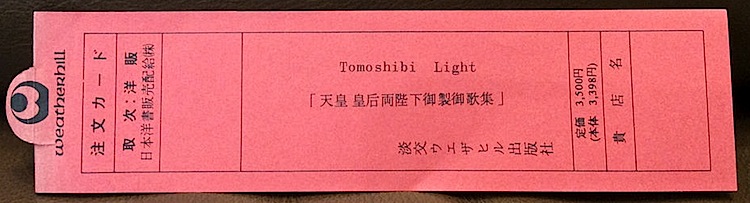 weatherhill
注文カード
取次：洋販
日本洋書販売配給㈱
Tomoshibi Light
「天皇皇后両陛下御製御歌集」
淡交ウエザヒル出版社
定価 3,500円
(本体 3,398円)
貴店名